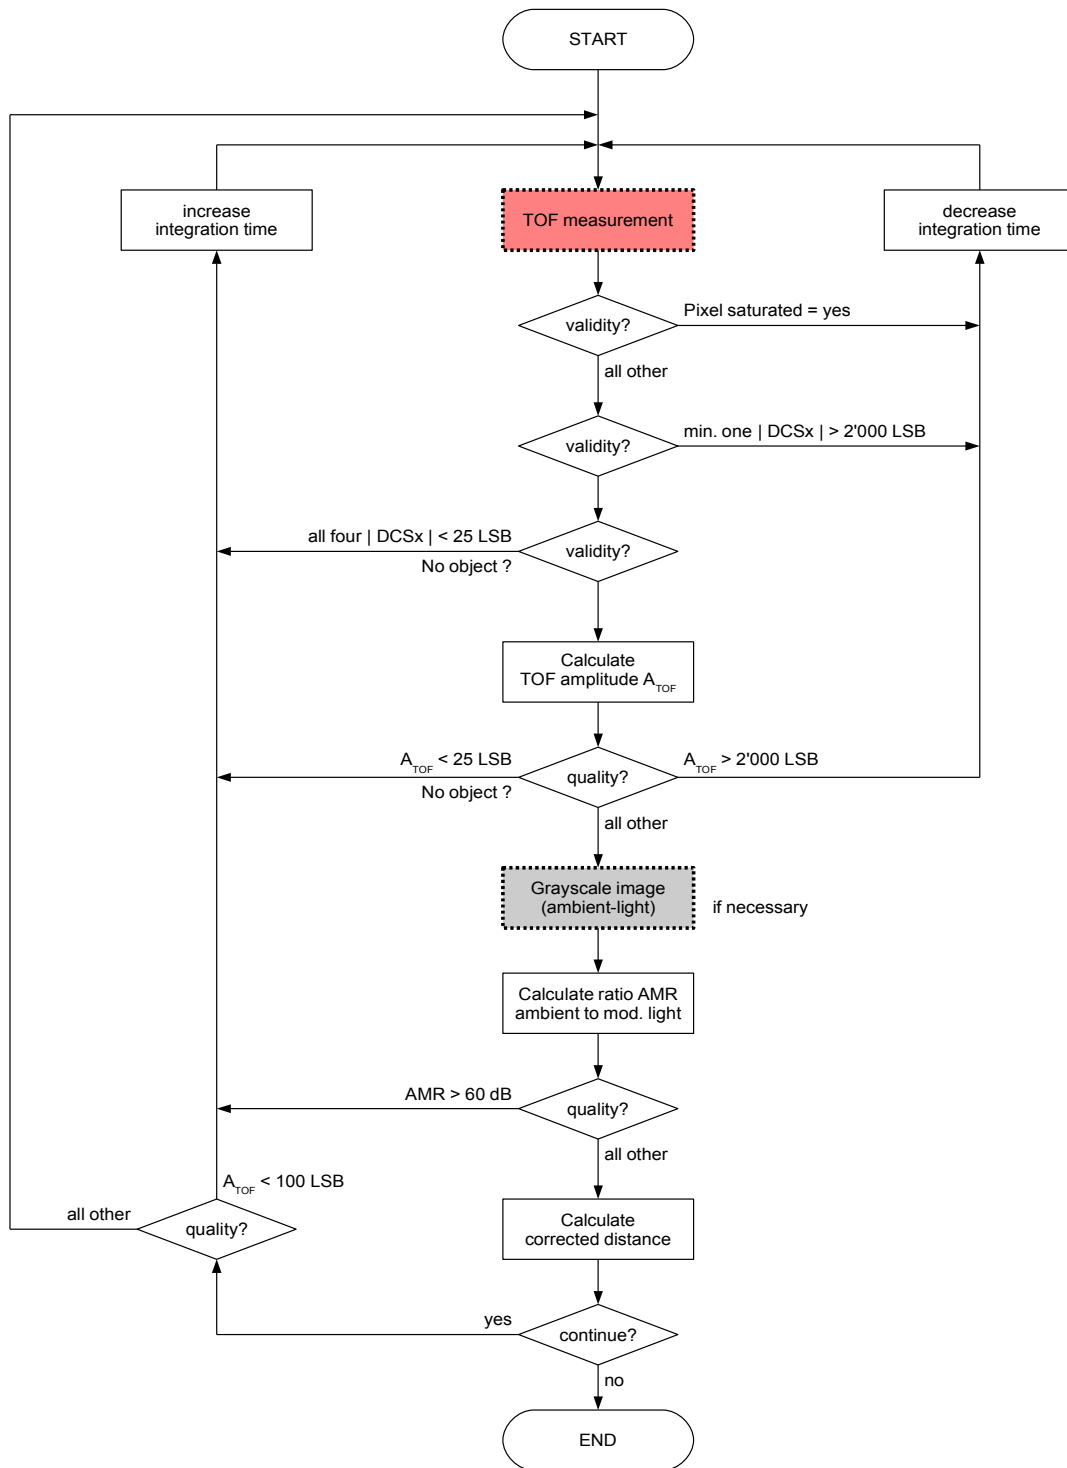 START
increase
integration time
TOF measurement
decrease
integration time
validity?
Pixel saturated = yes
all other
validity?
min. one | DCSx | > 2'000 LSB
all four | DCSx | < 25 LSB
No object ?
validity?
Calculate
TOF amplitude ATOF
ATOF < 25 LSB
No object ?
quality?
ATOF > 2'000 LSB
all other
Grayscale image
(ambient-light)
if necessary
Calculate ratio AMR
ambient to mod. light
AMR > 60 dB
quality?
all other
ATOF < 100 LSB
all other
quality?
Calculate
corrected distance
yes
continue?
no
END